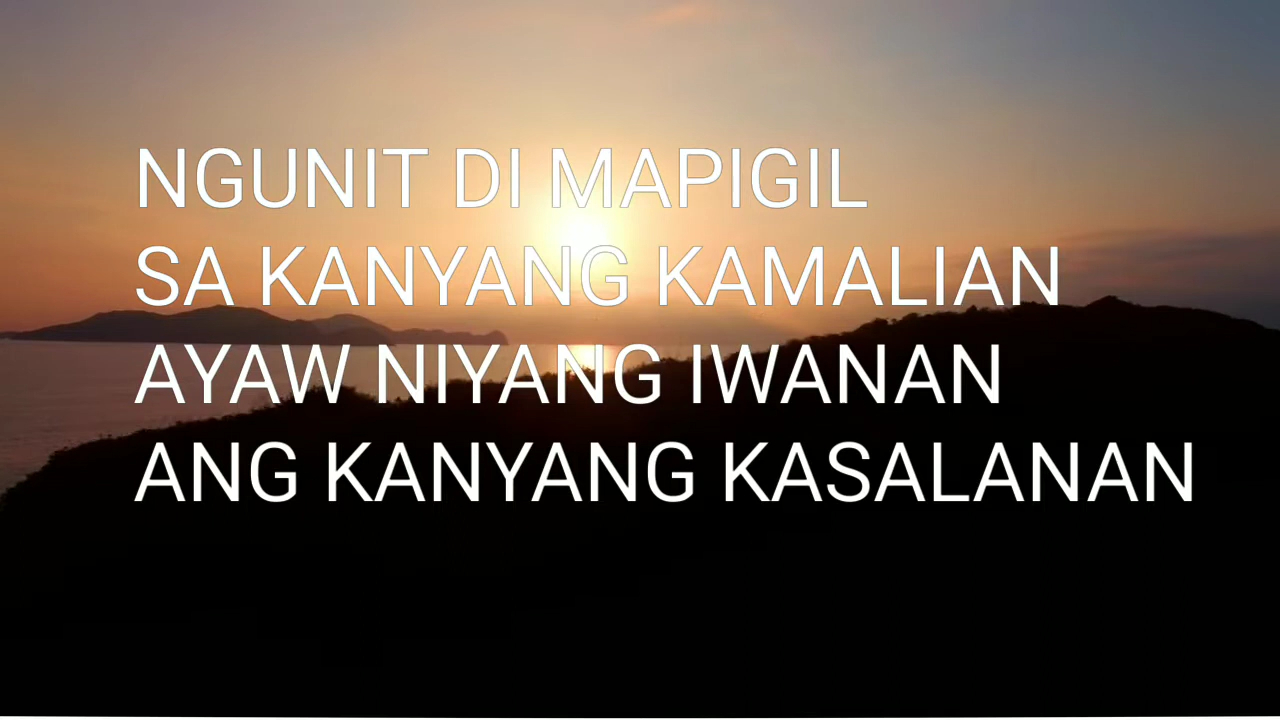 NGUNIT DI MAPIGIL
SA KANYANG KAMALIAN
AYAW NIYANG IWANAN
ANG KANYANG KASALANAN